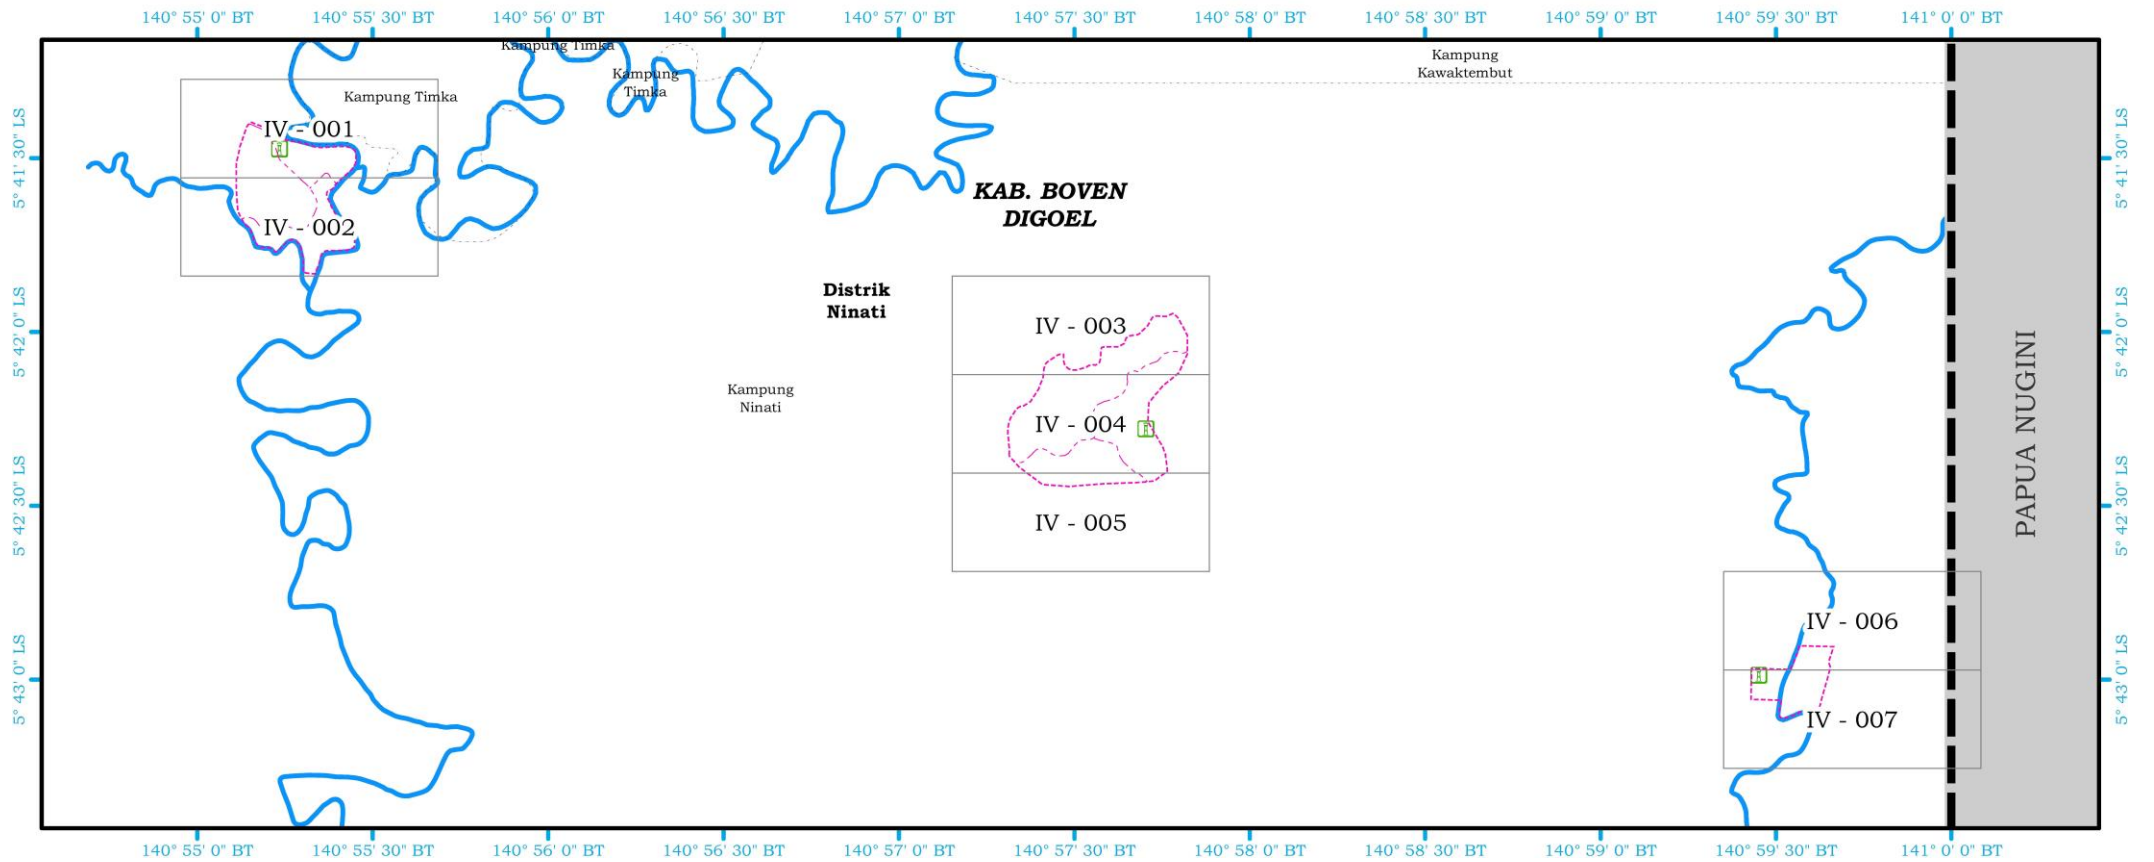 140° 55' 0" BT
140° 55' 30" BT
140° 56' 0" BT
140° 56' 30" BT
140° 57' 0" BT
140° 57' 30" BT
140° 58' 0" BT
140° 58' 30" BT
140° 59' 0" BT
140° 59' 30" BT
141° 0' 0" BT
Kampung Timka
Kampung
Timka
Kampung
Kawaktembut
Kampung Timka
IV - 001
5° 41' 30" LS
5° 41' 30" LS
KAB. BOVEN
DIGOEL
IV - 002
Distrik
Ninati
IV - 003
5° 42' 0" LS
5° 42' 0" LS
Kampung
Ninati
IV - 004
PAPUA NUGINI
5° 42' 30" LS
5° 42' 30" LS
IV - 005
IV - 006
5° 43' 0" LS
5° 43' 0" LS
IV - 007
140° 55' 0" BT
140° 55' 30" BT
140° 56' 0" BT
140° 56' 30" BT
140° 57' 0" BT
140° 57' 30" BT
140° 58' 0" BT
140° 58' 30" BT
140° 59' 0" BT
140° 59' 30" BT
141° 0' 0" BT